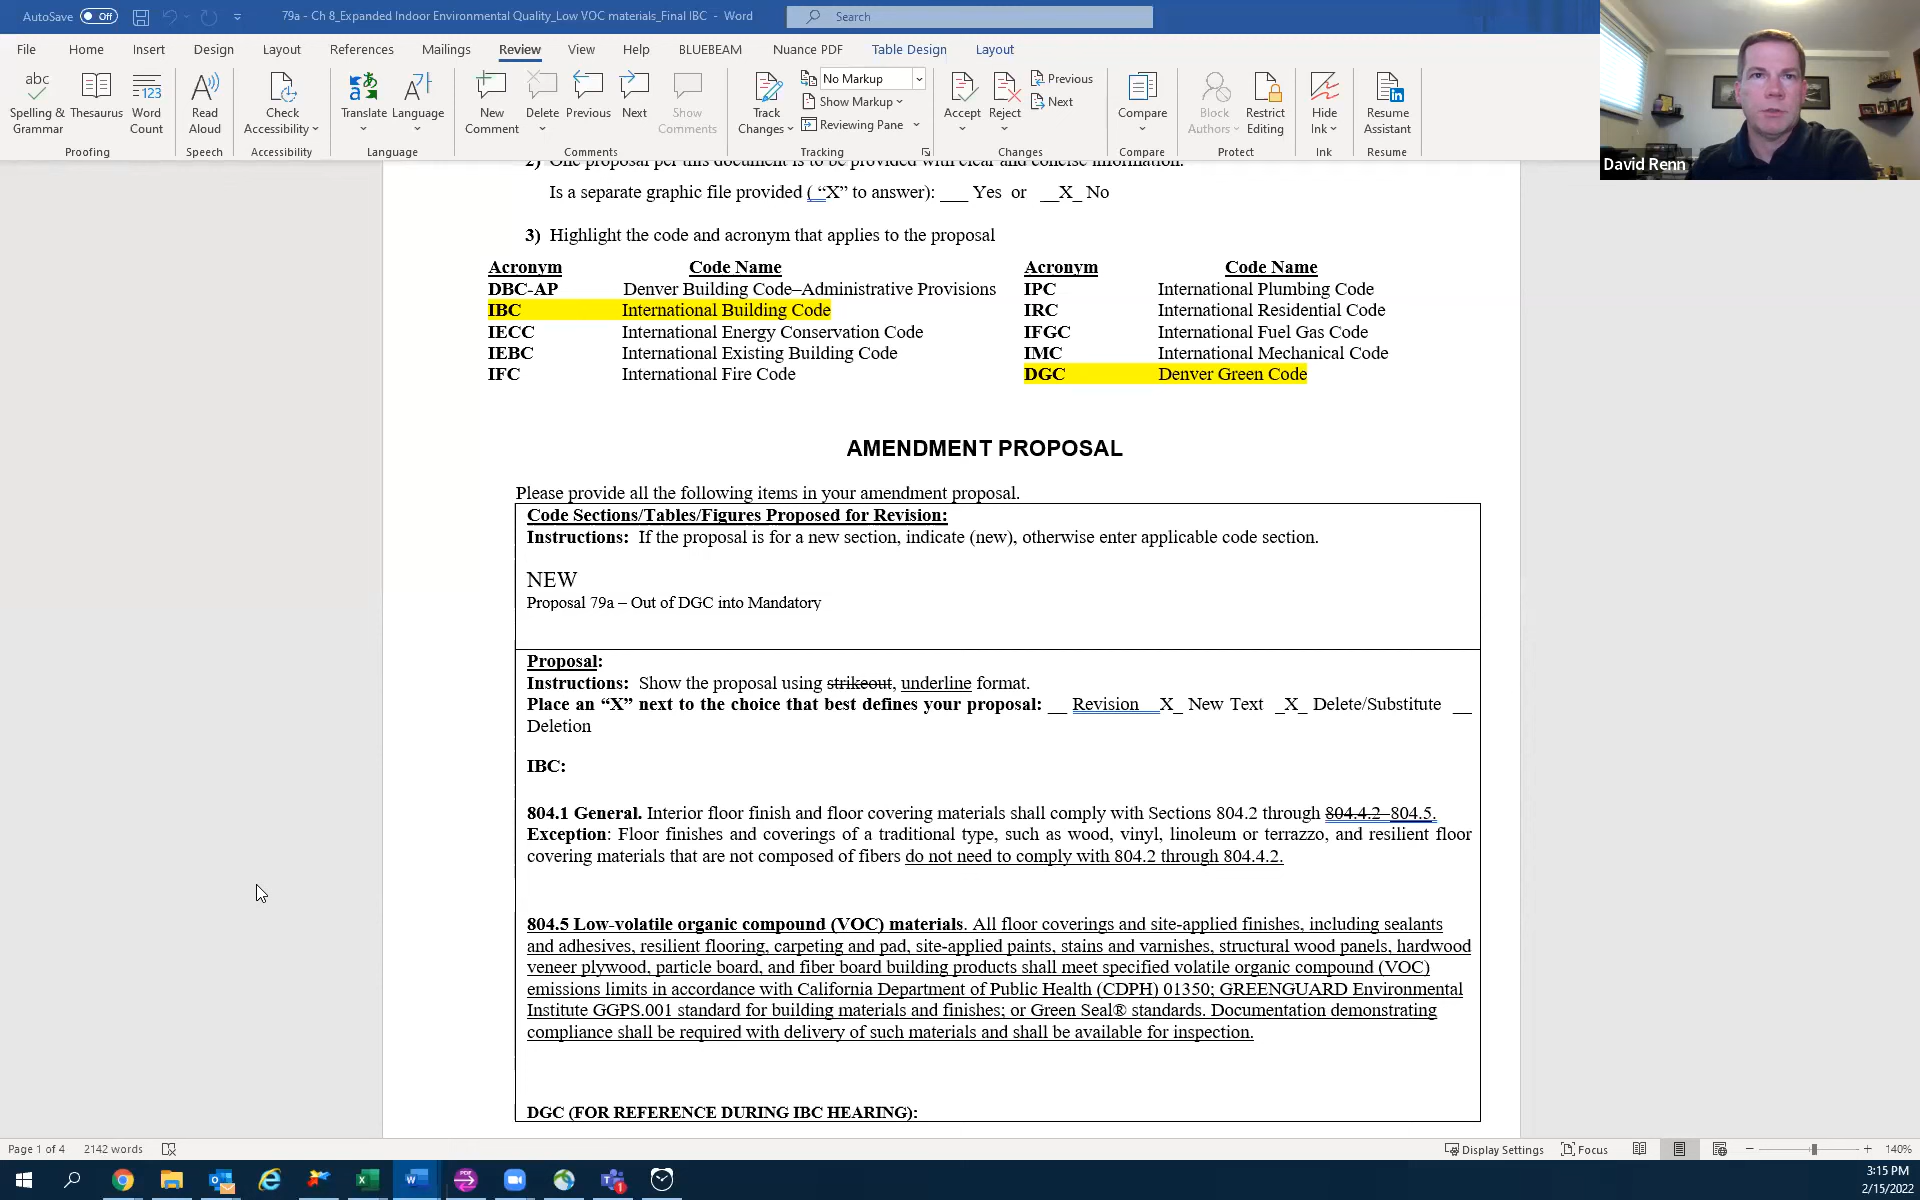 AutoSave Off 79a - Ch 8_Expanded Indoor Environmental Quality_Low VOC materials_Final IBC - Word Search
File Home Insert Design Layout References Mailings Review View Help BLUEBEAM Nuance PDF Table Design Layout
abc Spelling & Grammar
Thesaurus
123 Word Count
Proofing
Read Aloud
Speech
Check Accessibility
Accessibility
Translate
Language
Language
New Comment
Delete
Previous
Next
Show Comments
Comments
Track Changes
No Markup
Show Markup
Reviewing Pane
Tracking
Accept
Reject
Previous
Next
Changes
Compare
Compare
Block Authors
Restrict Editing
Protect
Hide Ink
Ink
Resume Assistant
Resume
David Renn
2) One proposal per this document is to be provided with clear and concise information.
Is a separate graphic file provided ( “X” to answer): ___ Yes or __X_ No
3) Highlight the code and acronym that applies to the proposal
Acronym Code Name Acronym Code Name
DBC-AP Denver Building Code–Administrative Provisions IPC International Plumbing Code
IBC International Building Code IRC International Residential Code
IECC International Energy Conservation Code IFGC International Fuel Gas Code
IEBC International Existing Building Code IMC International Mechanical Code
IFC International Fire Code DGC Denver Green Code
AMENDMENT PROPOSAL
Please provide all the following items in your amendment proposal.
Code Sections/Tables/Figures Proposed for Revision:
Instructions: If the proposal is for a new section, indicate (new), otherwise enter applicable code section.
NEW
Proposal 79a – Out of DGC into Mandatory
Proposal:
Instructions: Show the proposal using strikeout, underline format.
Place an “X” next to the choice that best defines your proposal: __ Revision __X_ New Text _X_ Delete/Substitute __
Deletion
IBC:
804.1 General. Interior floor finish and floor covering materials shall comply with Sections 804.2 through 804.4.2 804.5.
Exception: Floor finishes and coverings of a traditional type, such as wood, vinyl, linoleum or terrazzo, and resilient floor
covering materials that are not composed of fibers do not need to comply with 804.2 through 804.4.2.
804.5 Low-volatile organic compound (VOC) materials. All floor coverings and site-applied finishes, including sealants
and adhesives, resilient flooring, carpeting and pad, site-applied paints, stains and varnishes, structural wood panels, hardwood
veneer plywood, particle board, and fiber board building products shall meet specified volatile organic compound (VOC)
emissions limits in accordance with California Department of Public Health (CDPH) 01350; GREENGUARD Environmental
Institute GGPS.001 standard for building materials and finishes; or Green Seal® standards. Documentation demonstrating
compliance shall be required with delivery of such materials and shall be available for inspection.
DGC (FOR REFERENCE DURING IBC HEARING):
Page 1 of 4 2142 words Display Settings Focus 140%
3:15 PM
2/15/2022